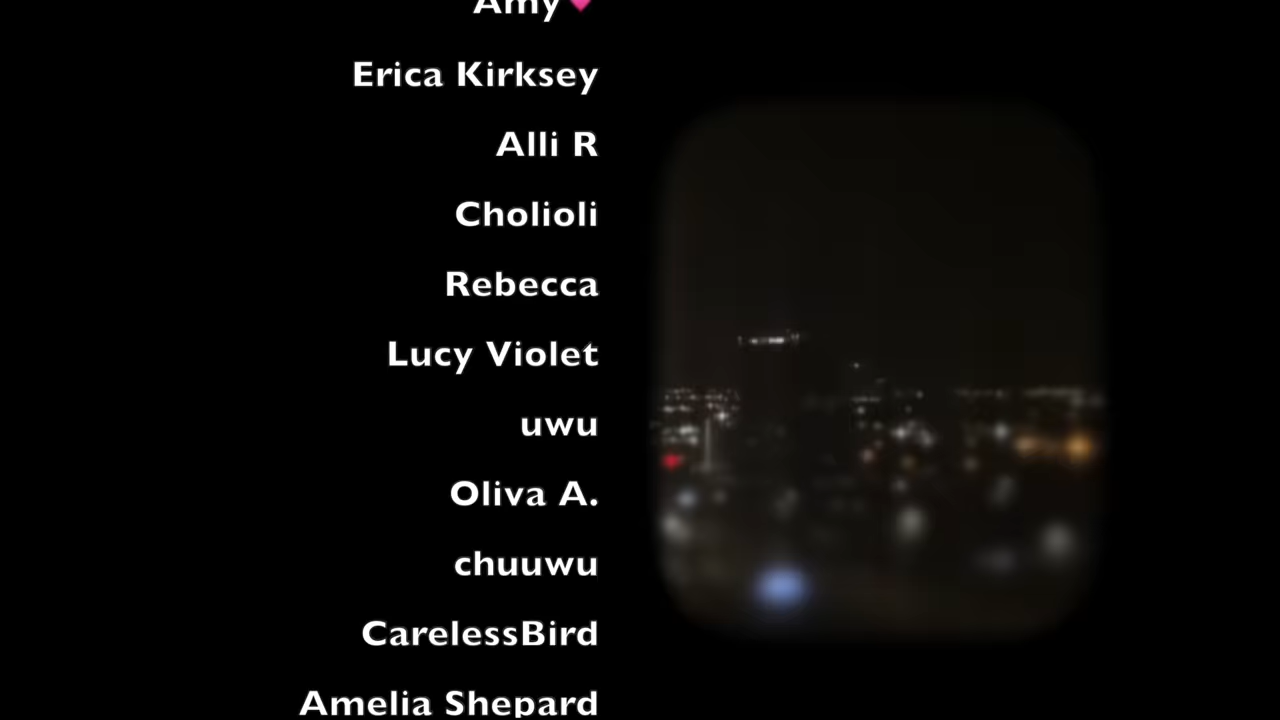 Amy💗
Erica Kirksey
Alli R
Cholioli
Rebecca
Lucy Violet
uwu
Oliva A.
chuuwu
CarelessBird
Amelia Shepard